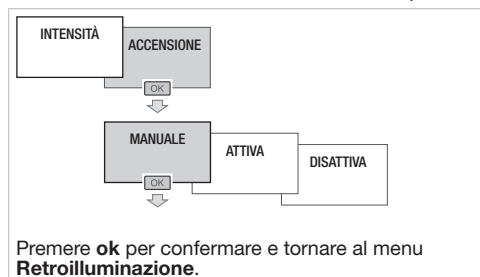 INTENSITÀ
ACCENSIONE
OK
MANUALE
ATTIVA
DISATTIVA
OK
Premere ok per confermare e tornare al menu
Retroilluminazione.